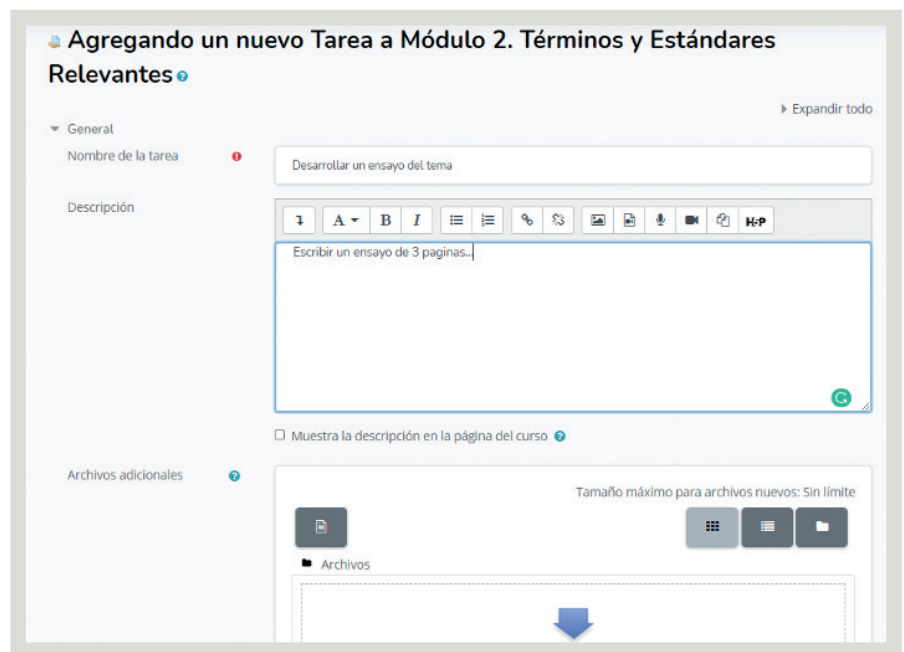 Agregando un nuevo Tarea a Módulo 2. Términos y Estándares
Relevantes
Expandir todo
General
Nombre de la tarea
Desarrollar un ensayo del tema
Descripción
A B I H-P
Escribir un ensayo de 3 paginas...
Muestra la descripción en la página del curso
Archivos adicionales
Tamaño máximo para archivos nuevos: Sin límite
Archivos